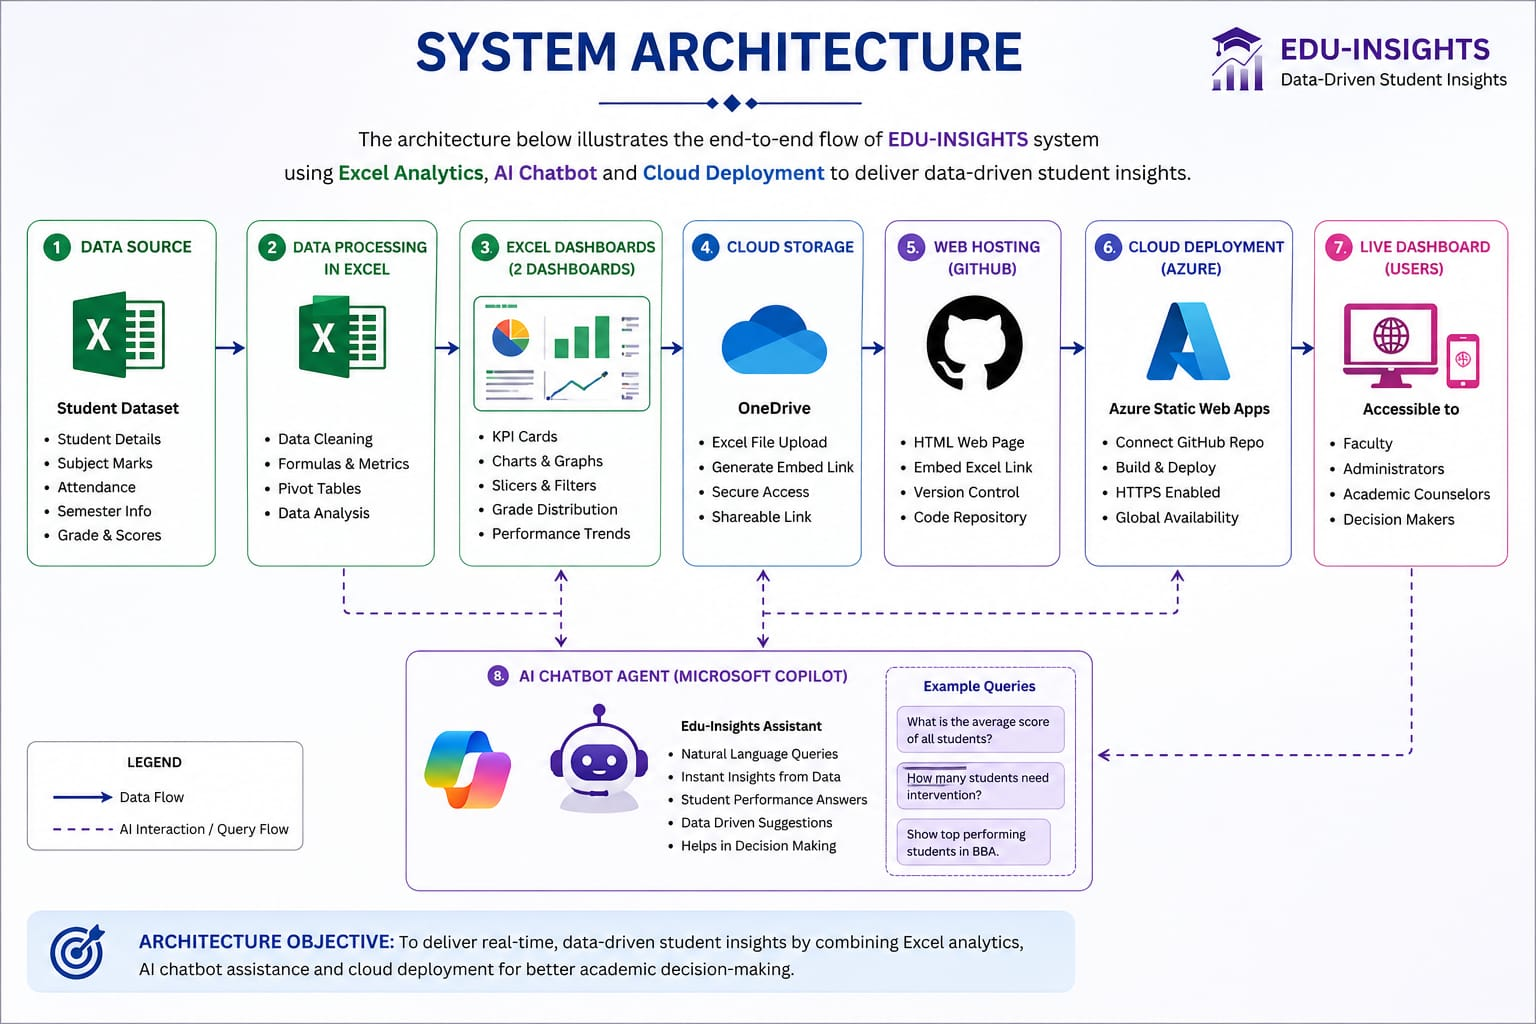 SYSTEM ARCHITECTURE
EDU-INSIGHTS
Data-Driven Student Insights
The architecture below illustrates the end-to-end flow of EDU-INSIGHTS system
using Excel Analytics, AI Chatbot and Cloud Deployment to deliver data-driven student insights.
1 DATA SOURCE
X
Student Dataset
• Student Details
• Subject Marks
• Attendance
• Semester Info
• Grade & Scores
2 DATA PROCESSING
IN EXCEL
X
• Data Cleaning
• Formulas & Metrics
• Pivot Tables
• Data Analysis
3. EXCEL DASHBOARDS
(2 DASHBOARDS)
• KPI Cards
• Charts & Graphs
• Slicers & Filters
• Grade Distribution
• Performance Trends
4. CLOUD STORAGE
OneDrive
• Excel File Upload
• Generate Embed Link
• Secure Access
• Shareable Link
5. WEB HOSTING
(GITHUB)
• HTML Web Page
• Embed Excel Link
• Version Control
• Code Repository
6. CLOUD DEPLOYMENT
(AZURE)
Azure Static Web Apps
• Connect GitHub Repo
• Build & Deploy
• HTTPS Enabled
• Global Availability
7. LIVE DASHBOARD
(USERS)
Accessible to
• Faculty
• Administrators
• Academic Counselors
• Decision Makers
8. AI CHATBOT AGENT (MICROSOFT COPILOT)
Edu-Insights Assistant
• Natural Language Queries
• Instant Insights from Data
• Student Performance Answers
• Data Driven Suggestions
• Helps in Decision Making
Example Queries
What is the average score
of all students?
How many students need
intervention?
Show top performing
students in BBA.
LEGEND
Data Flow
AI Interaction / Query Flow
ARCHITECTURE OBJECTIVE: To deliver real-time, data-driven student insights by combining Excel analytics,
AI chatbot assistance and cloud deployment for better academic decision-making.